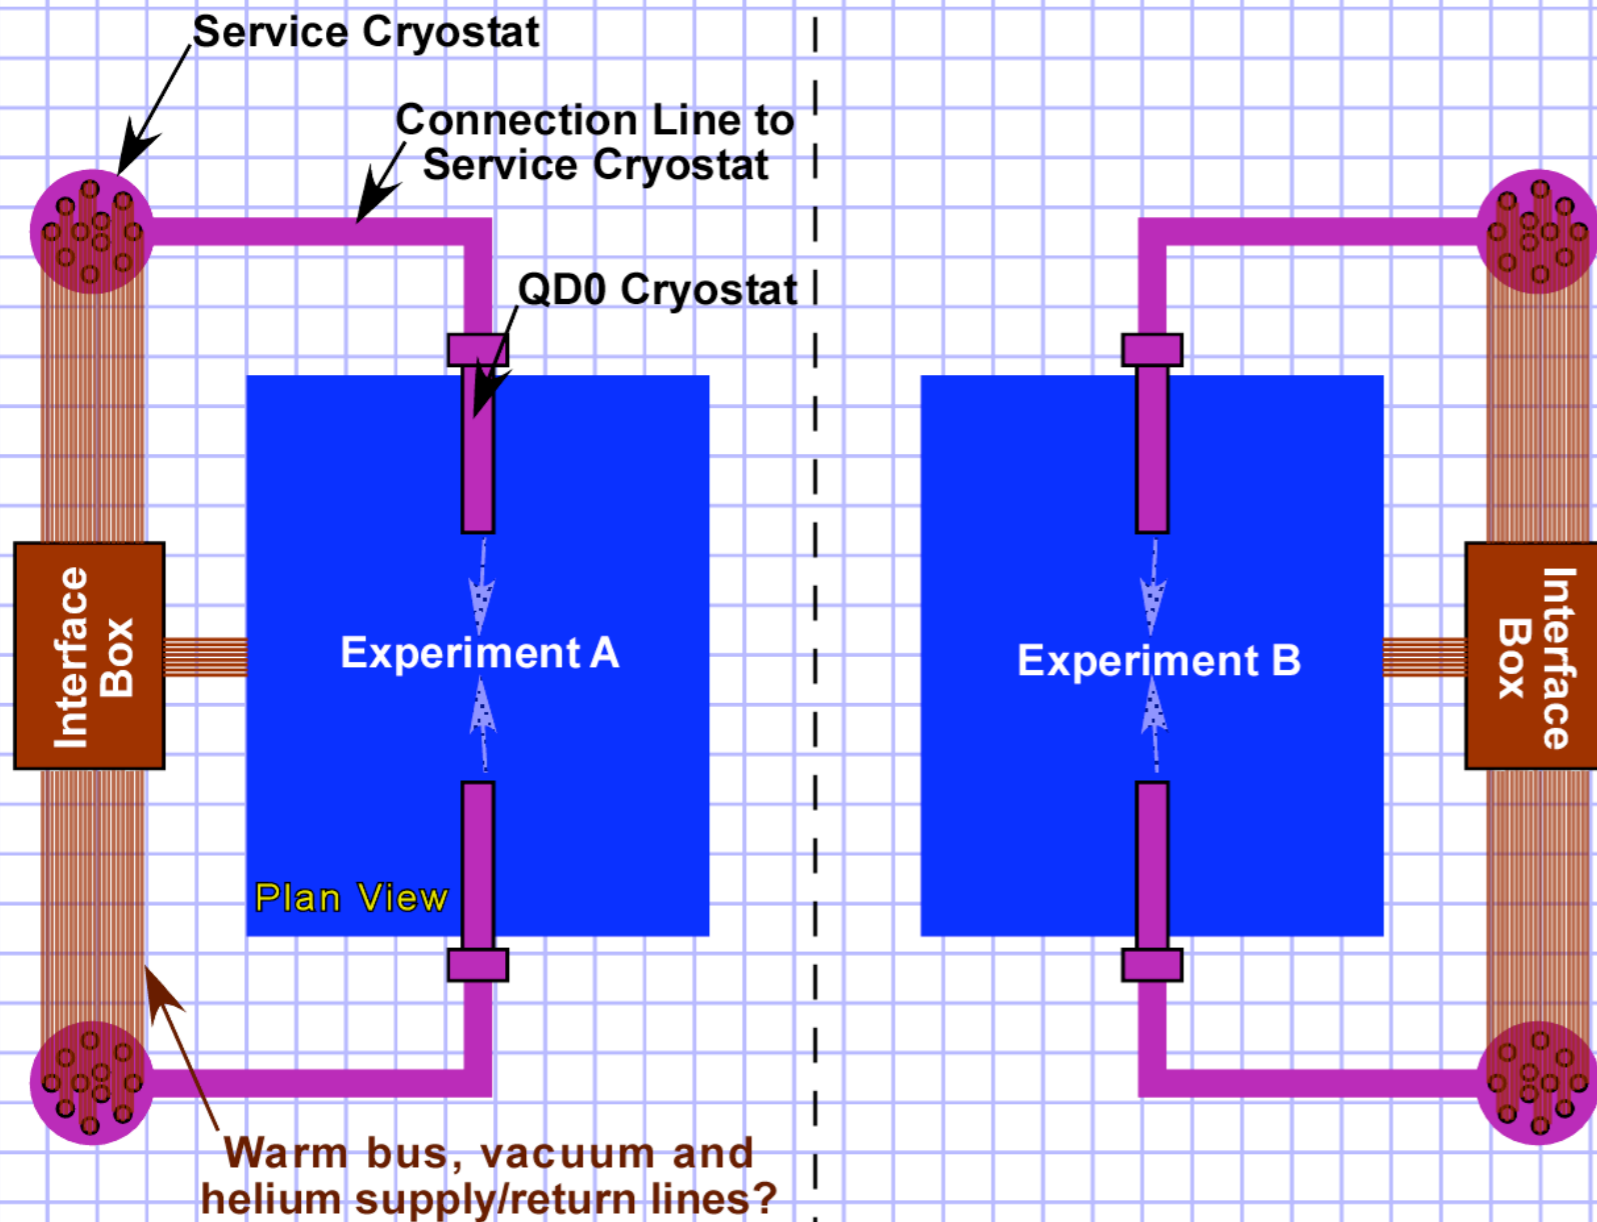 Service Cryostat
Connection Line to
Service Cryostat
QD0 Cryostat
Interface
Box
Experiment A
Experiment B
Interface
Box
Plan View
Warm bus, vacuum and
helium supply/return lines?